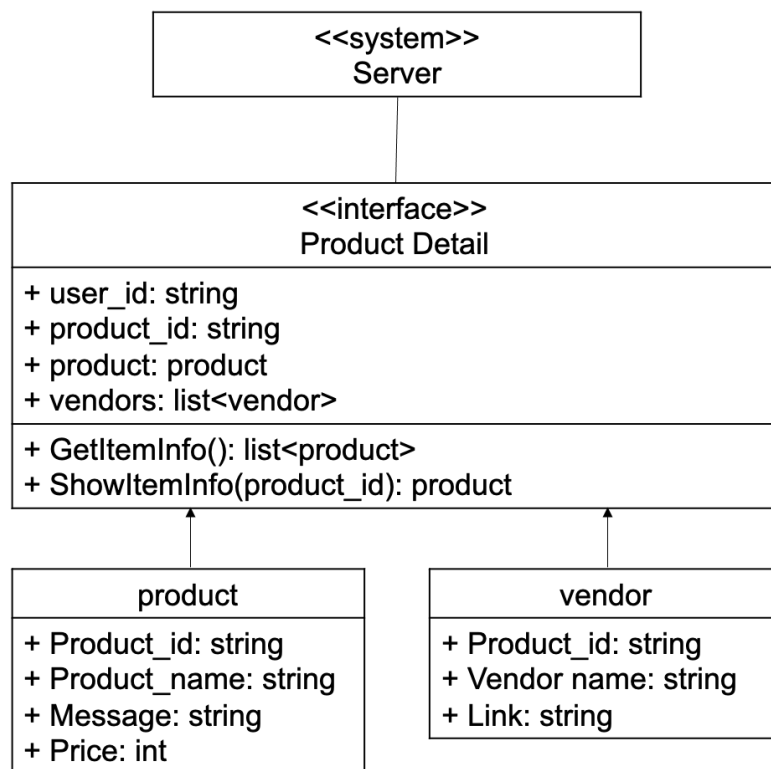 <<system>>
Server
<<interface>>
Product Detail
+ user_id: string
+ product_id: string
+ product: product
+ vendors: list<vendor>
+ GetItemInfo(): list<product>
+ ShowItemInfo(product_id): product
product
+ Product_id: string
+ Product_name: string
+ Message: string
+ Price: int
vendor
+ Product_id: string
+ Vendor name: string
+ Link: string